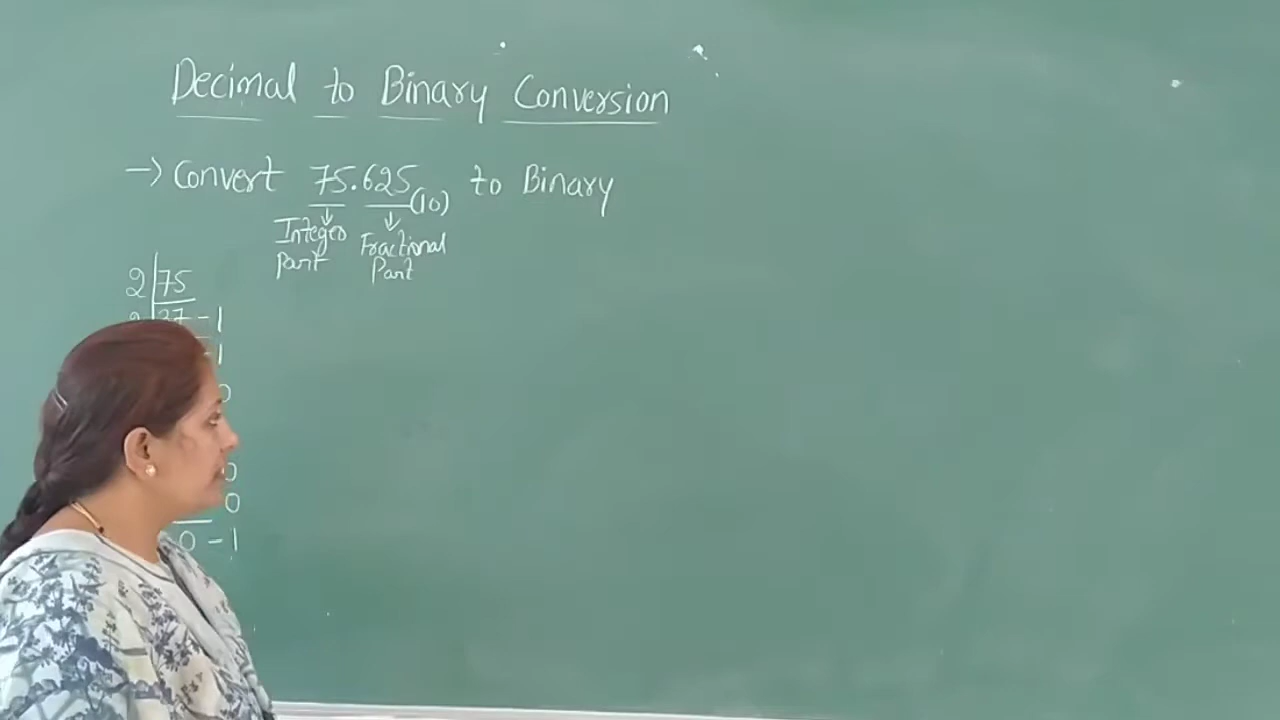 Decimal to Binary Conversion
-> Convert 75.625(10) to Binary
Integer Part
Fractional Part
2 75
2 37 - 1
- 1
0
0
0
0 - 1